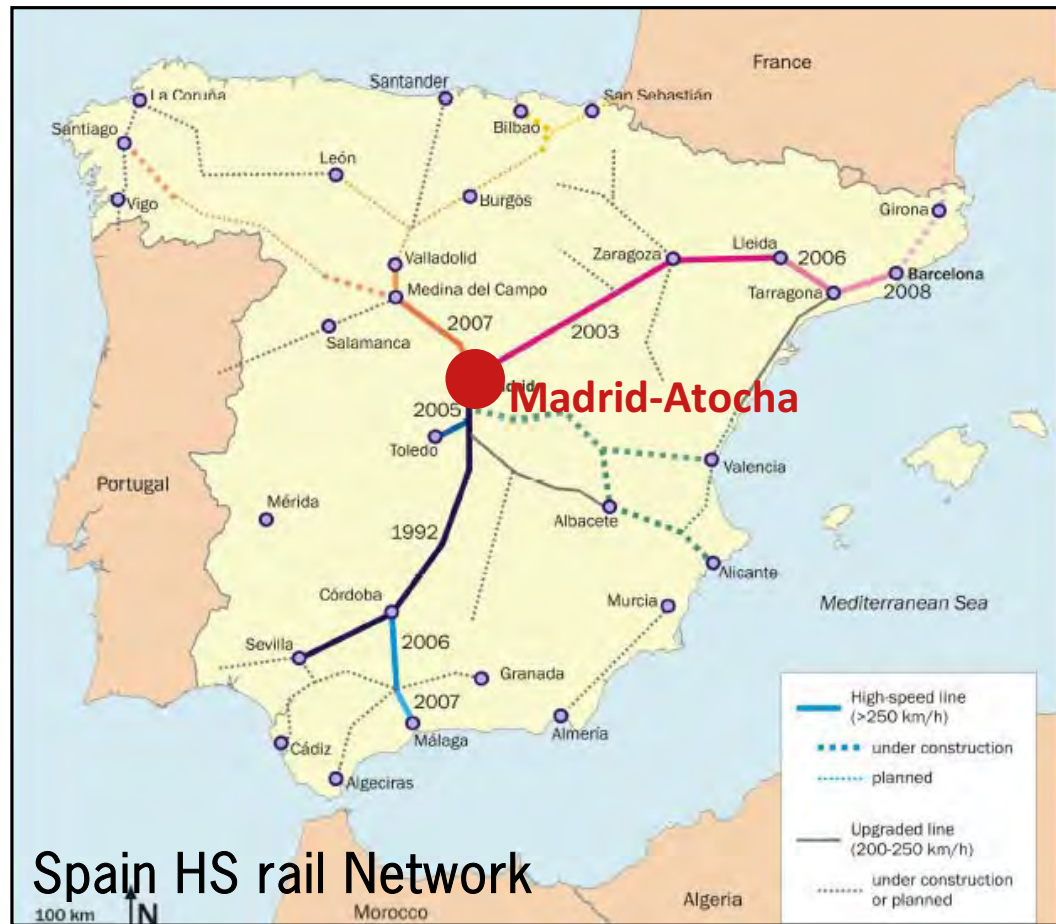 France
Santander
La Coruña
San Sebastián
Bilbao
Santiago
León
Vigo
Burgos
Girona
Zaragoza
Lleida
Valladolid
2006
Barcelona
Medina del Campo
Tarragona
2008
2007
2003
Salamanca
Madrid-Atocha
2005
Toledo
Valencia
Portugal
Mérida
Albacete
1992
Alicante
Córdoba
Murcia
Mediterranean Sea
Sevilla
2006
Granada
2007
High-speed line
(>250 km/h)
under construction
planned
Cádiz
Málaga
Almería
Algeciras
Upgraded line
(200-250 km/h)
under construction
or planned
Spain HS rail Network
100 km
N
Morocco
Algeria